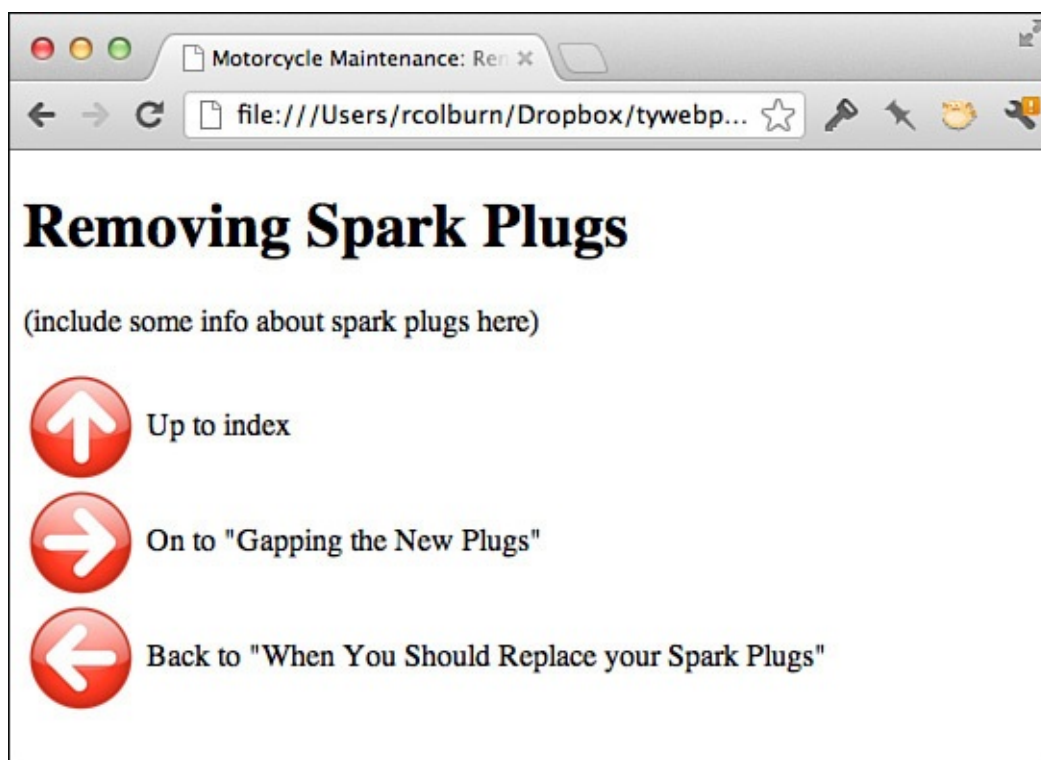 Motorcycle Maintenance: Rem
file:///Users/rcolburn/Dropbox/tywebp...
Removing Spark Plugs
(include some info about spark plugs here)
Up to index
On to "Gapping the New Plugs"
Back to "When You Should Replace your Spark Plugs"